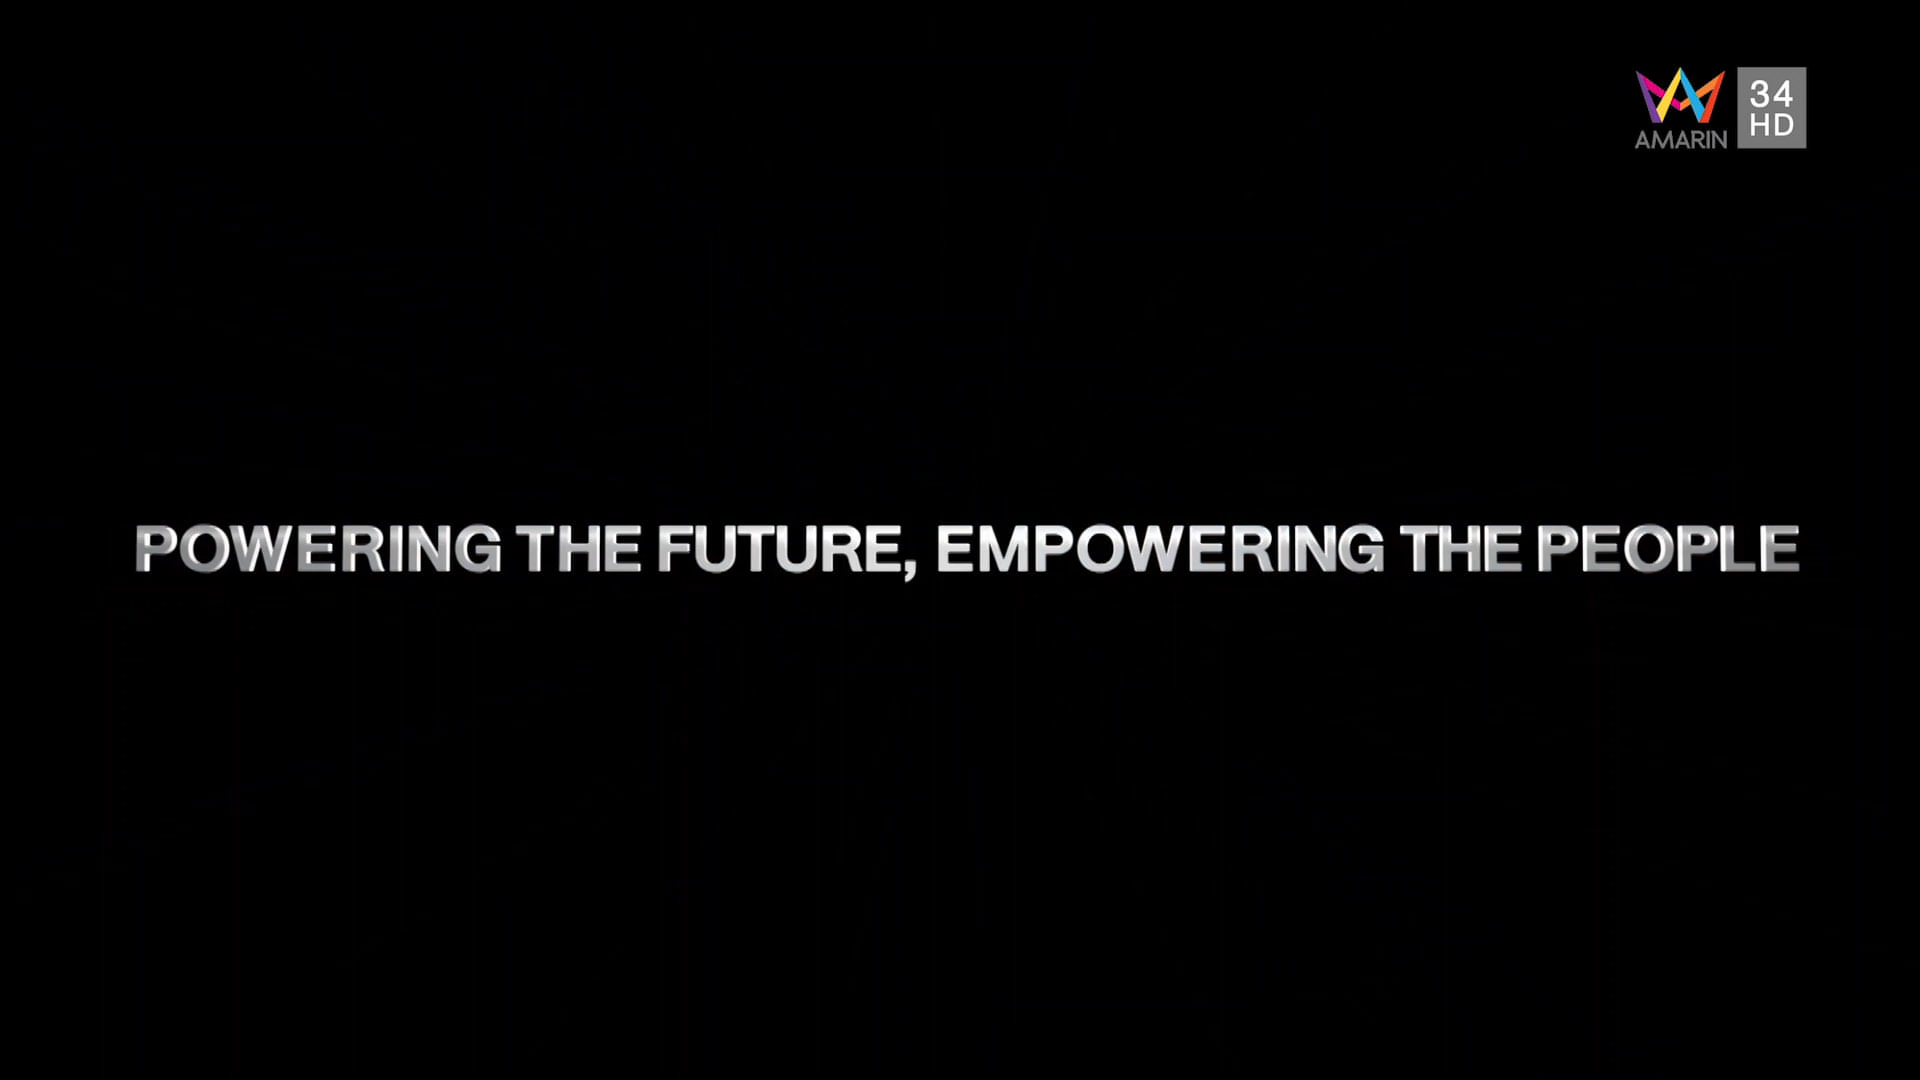 AMARIN
34
HD
POWERING THE FUTURE, EMPOWERING THE PEOPLE